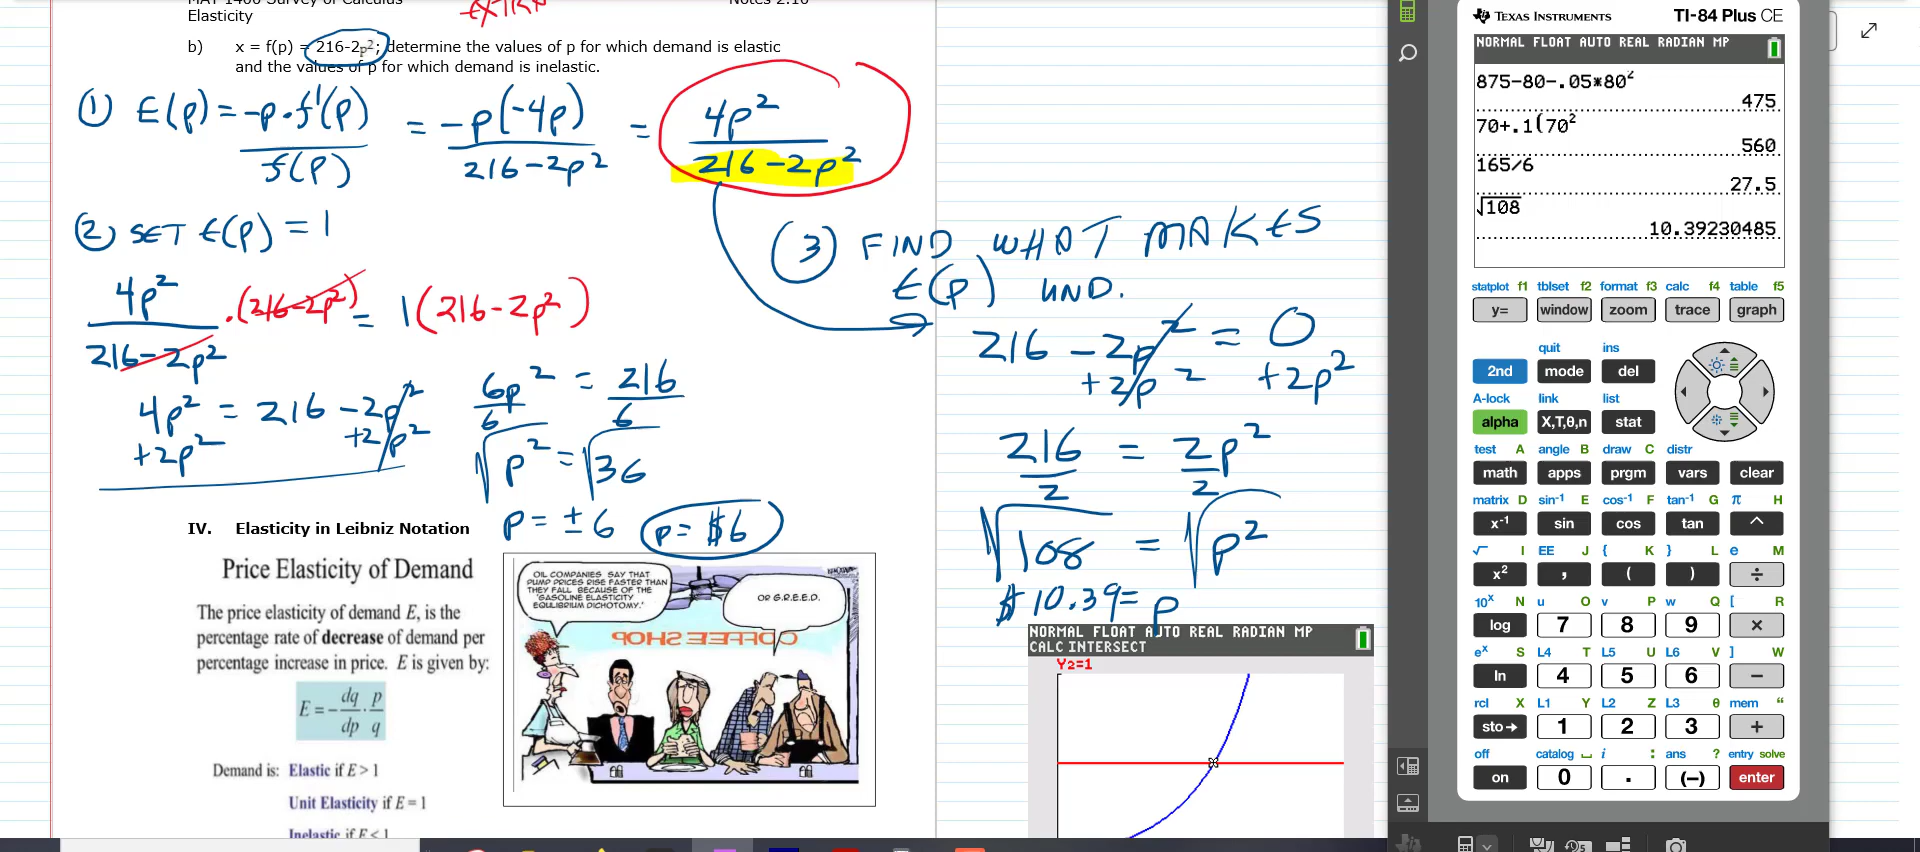 Elasticity
Notes 2.10
b) x = f(p) = 216-2p²; determine the values of p for which demand is elastic
and the values of p for which demand is inelastic.
① E(p) = -p·f'(p) / f(p) = -p(-4p) / 216-2p² = 4p² / 216-2p²
② SET E(p) = 1
4p² / 216-2p² · (216-2p²) = 1(216-2p²)
4p² = 216 -2p²
+2p² +2p²
6p² / 6 = 216 / 6
√p² = √36
p = ± 6 p = $6
③ FIND WHAT MAKES
E(p) UND.
216 -2p² = 0
+2p² +2p²
216 / 2 = 2p² / 2
√108 = √p²
$10.39 = p
IV. Elasticity in Leibniz Notation
Price Elasticity of Demand
The price elasticity of demand E, is the
percentage rate of decrease of demand per
percentage increase in price. E is given by:
E = - dq/dp · p/q
Demand is: Elastic if E > 1
Unit Elasticity if E = 1
Inelastic if E < 1
OIL COMPANIES SAY THAT
PUMP PRICES RISE FASTER THAN
THEY FALL BECAUSE OF THE
"GASOLINE ELASTICITY
EQUILIBRIUM DICHOTOMY."
OR G.R.E.E.D.
COFFEE SHOP
NORMAL FLOAT AUTO REAL RADIAN MP
CALC INTERSECT
Y2=1
TEXAS INSTRUMENTS TI-84 Plus CE
NORMAL FLOAT AUTO REAL RADIAN MP
875-80-.05*80²
475
70+.1(70²
560
165/6
27.5
√108
10.39230485
statplot f1 tblset f2 format f3 calc f4 table f5
y= window zoom trace graph
quit ins
2nd mode del
A-lock link list
alpha X,T,θ,n stat
test A angle B draw C distr
math apps prgm vars clear
matrix D sin⁻¹ E cos⁻¹ F tan⁻¹ G π H
x⁻¹ sin cos tan ^
√ I EE J { K } L e M
x² , ( ) ÷
10ˣ N u O v P w Q [ R
log 7 8 9 ×
eˣ S L4 T L5 U L6 V ] W
ln 4 5 6 −
rcl X L1 Y L2 Z L3 θ mem "
sto→ 1 2 3 +
off catalog ⎵ i : ans ? entry solve
on 0 . (−) enter